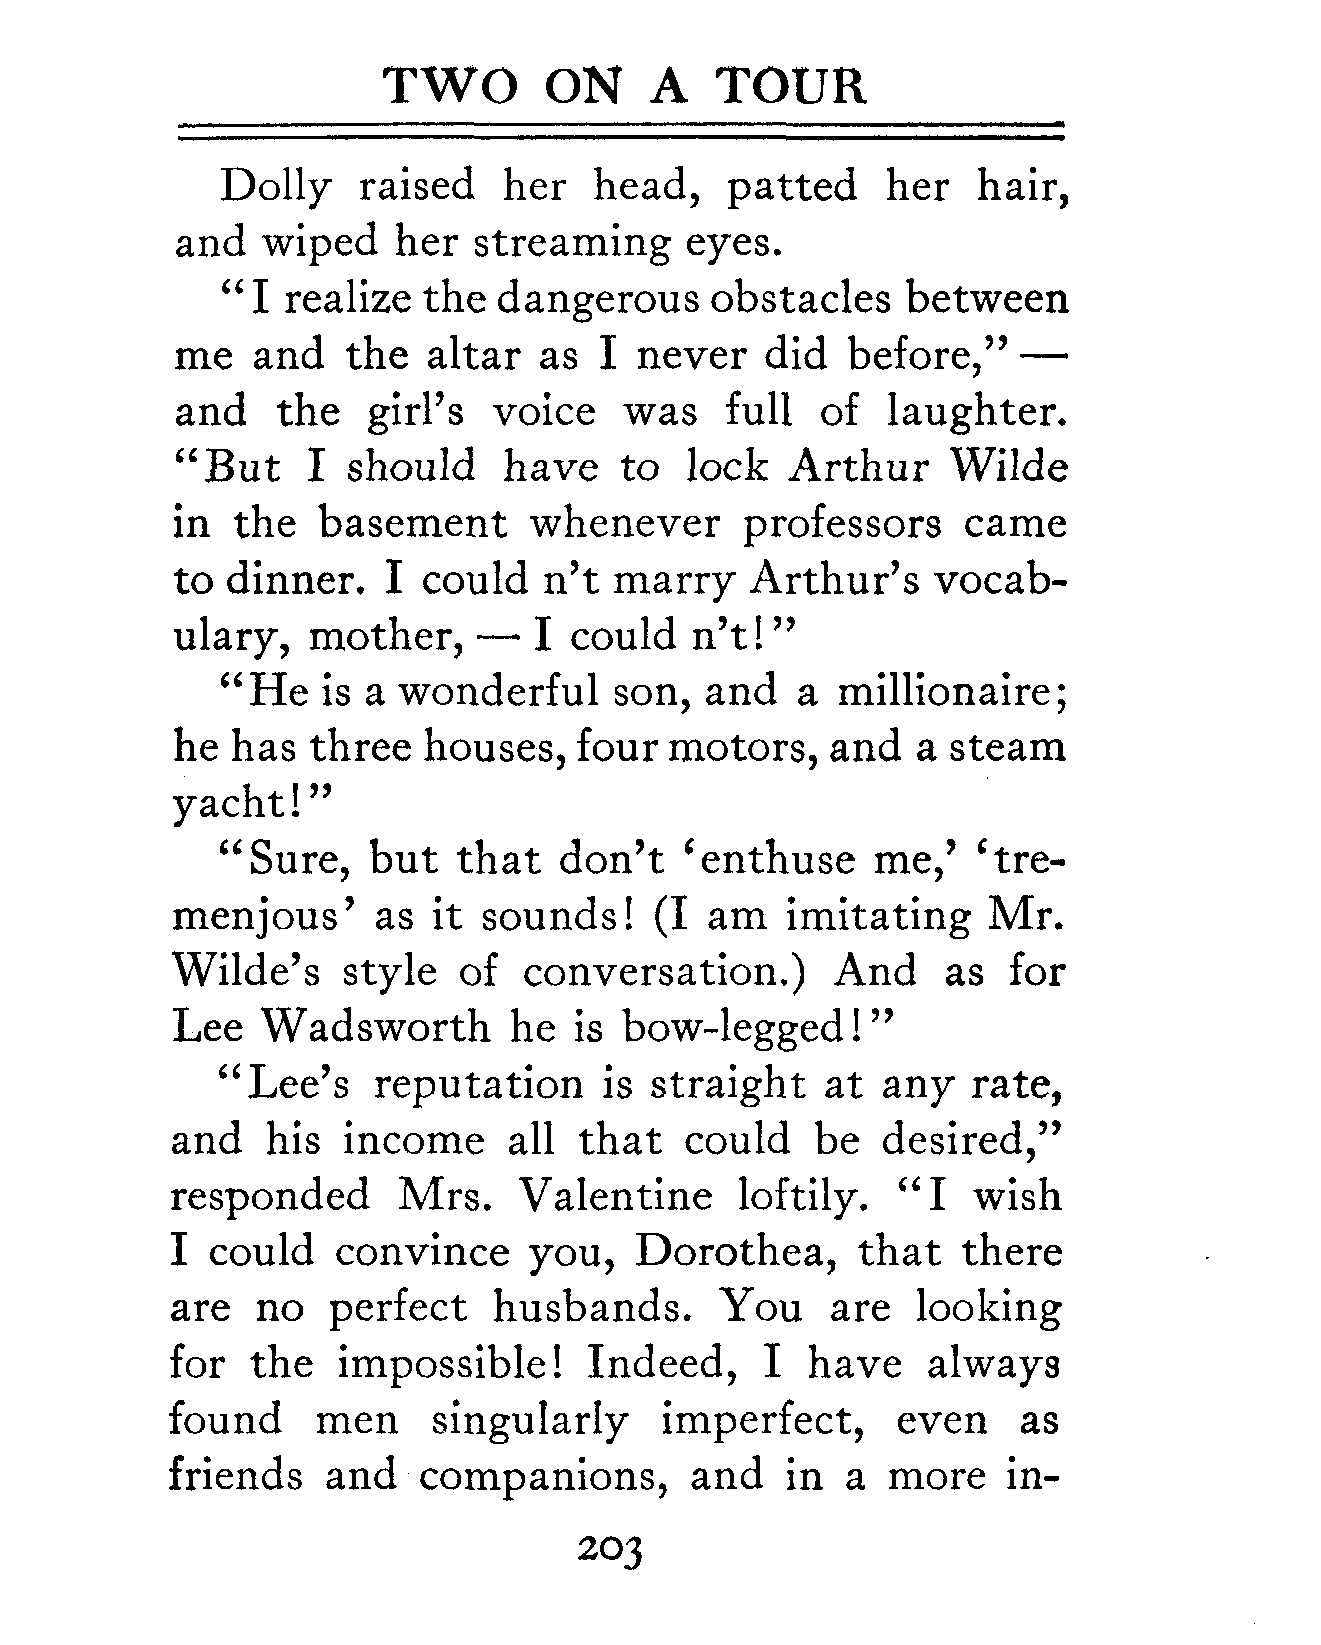 TWO ON A TOUR
Dolly raised her head, patted her hair,
and wiped her streaming eyes.
“I realize the dangerous obstacles between
me and the altar as I never did before,” —
and the girl’s voice was full of laughter.
“But I should have to lock Arthur Wilde
in the basement whenever professors came
to dinner. I could n’t marry Arthur’s vocab-
ulary, mother, — I could n’t!”
“He is a wonderful son, and a millionaire;
he has three houses, four motors, and a steam
yacht!”
“Sure, but that don’t ‘enthuse me,’ ‘tre-
menjous’ as it sounds! (I am imitating Mr.
Wilde’s style of conversation.) And as for
Lee Wadsworth he is bow-legged!”
“Lee’s reputation is straight at any rate,
and his income all that could be desired,”
responded Mrs. Valentine loftily. “I wish
I could convince you, Dorothea, that there
are no perfect husbands. You are looking
for the impossible! Indeed, I have always
found men singularly imperfect, even as
friends and companions, and in a more in-
203